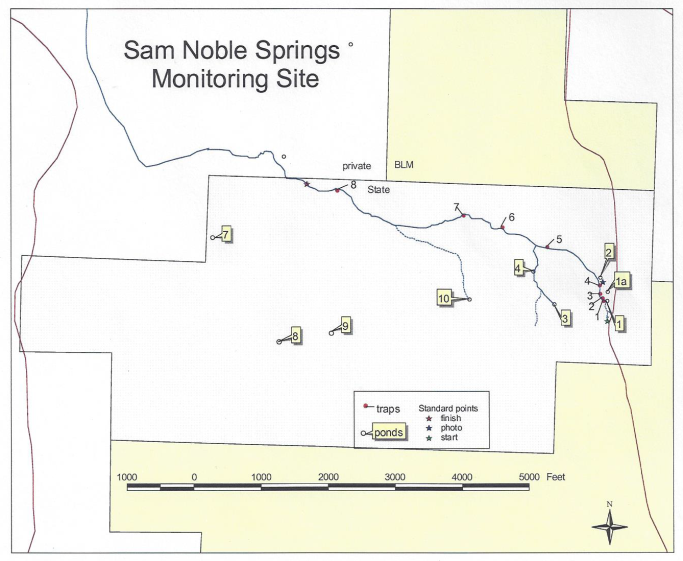 Sam Noble Springs
Monitoring Site
private
BLM
8
State
7
6
5
7
2
4
1a
4
3
2
1
10
3
1
8
9
traps
ponds
Standard points
finish
photo
start
1000 0 1000 2000 3000 4000 5000 Feet
N